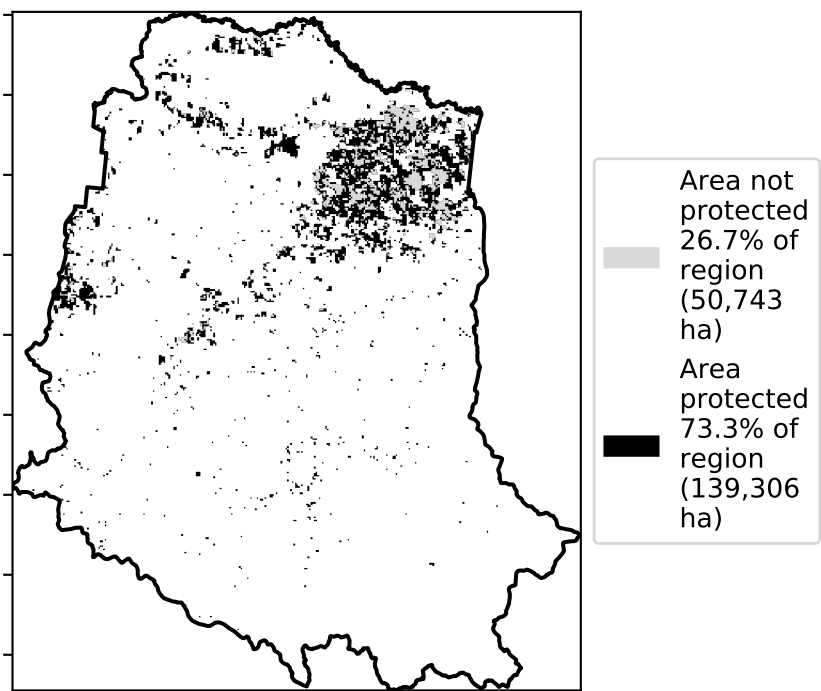 Area not
protected
26.7% of
region
(50,743
ha)
Area
protected
73.3% of
region
(139,306
ha)